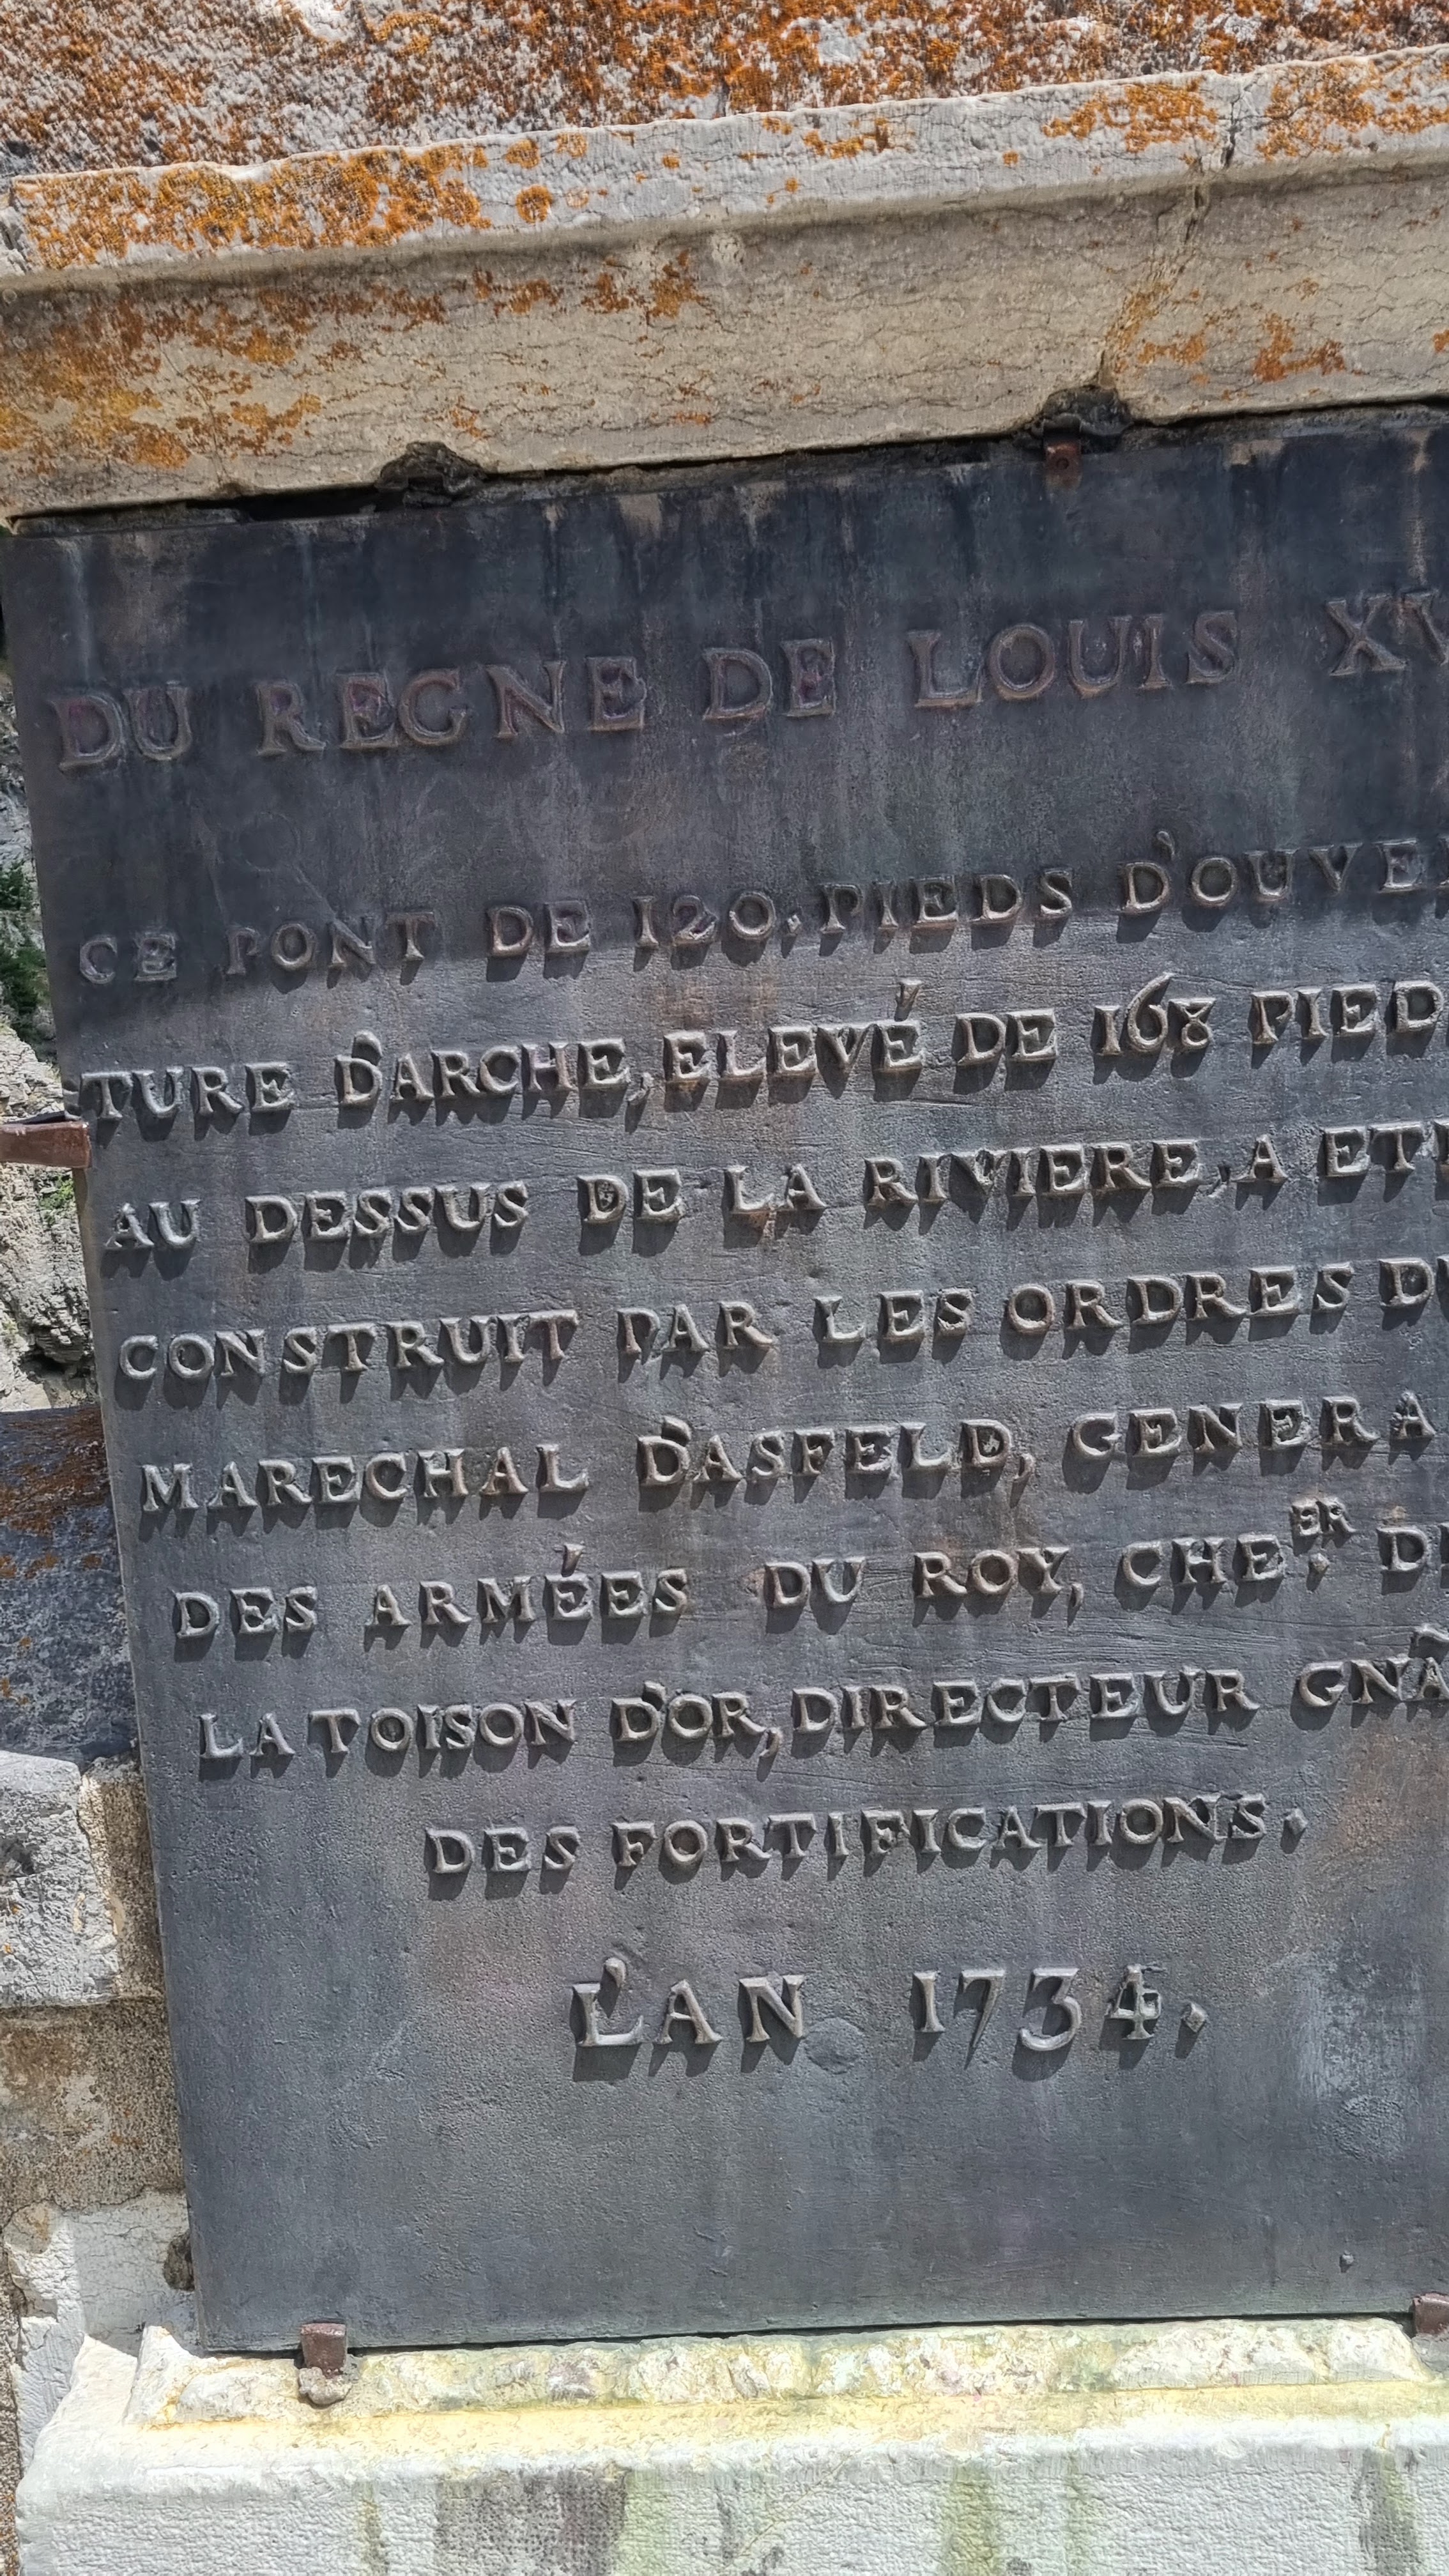 DU REGNE DE LOUIS XV
CE PONT DE 120. PIEDS D'OUVE
TURE D'ARCHE, ELEVÉ DE 168 PIED
AU DESSUS DE LA RIVIERE, A ET
CONSTRUIT PAR LES ORDRES D
MARECHAL D'ASFELD, GENERA
DES ARMÉES DU ROY, CHEER. DE
LA TOISON D'OR, DIRECTEUR GNA
DES FORTIFICATIONS.
L'AN 1734.